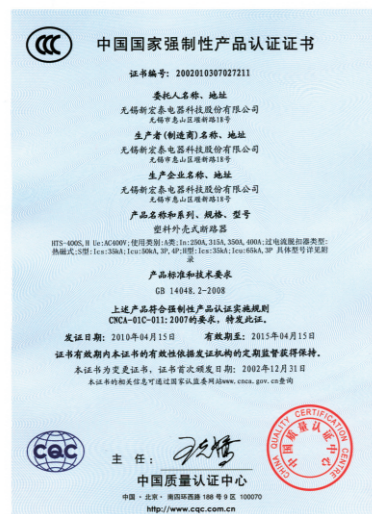 中国国家强制性产品认证证书
证书编号: 2002010307027211
委托人名称、地址
无锡新宏泰电器科技股份有限公司
无锡市惠山区堰新路18号
生产者(制造商)名称、地址
无锡新宏泰电器科技股份有限公司
无锡市惠山区堰新路18号
生产企业名称、地址
无锡新宏泰电器科技股份有限公司
无锡市惠山区堰新路18号
产品名称和系列、规格、型号
塑料外壳式断路器
HTS-400S,H Ue:AC400V;使用类别:A类;In:250A,315A,350A,400A;过电流脱扣器类型:
热磁式;S型:Ics:35kA;Icu:50kA,3P,4P;H型:Ics:35kA;Icu:65kA,3P 具体型号详见附
录
产品标准和技术要求
GB 14048.2-2008
上述产品符合强制性产品认证实施规则
CNCA-01C-011:2007的要求，特发此证。
发证日期: 2010年04月15日 有效期至: 2015年04月15日
证书有效期内本证书的有效性依据发证机构的定期监督获得保持。
本证书为变更证书，证书首次颁发日期: 2002年12月31日
本证书的相关信息可通过国家认监委网站www.cnca.gov.cn查询
CHINA QUALITY CERTIFICATION CENTRE
中国质量认证中心
CQC
主 任:
中国质量认证中心
中国·北京·南四环西路 188 号 9 区 100070
http://www.cqc.com.cn